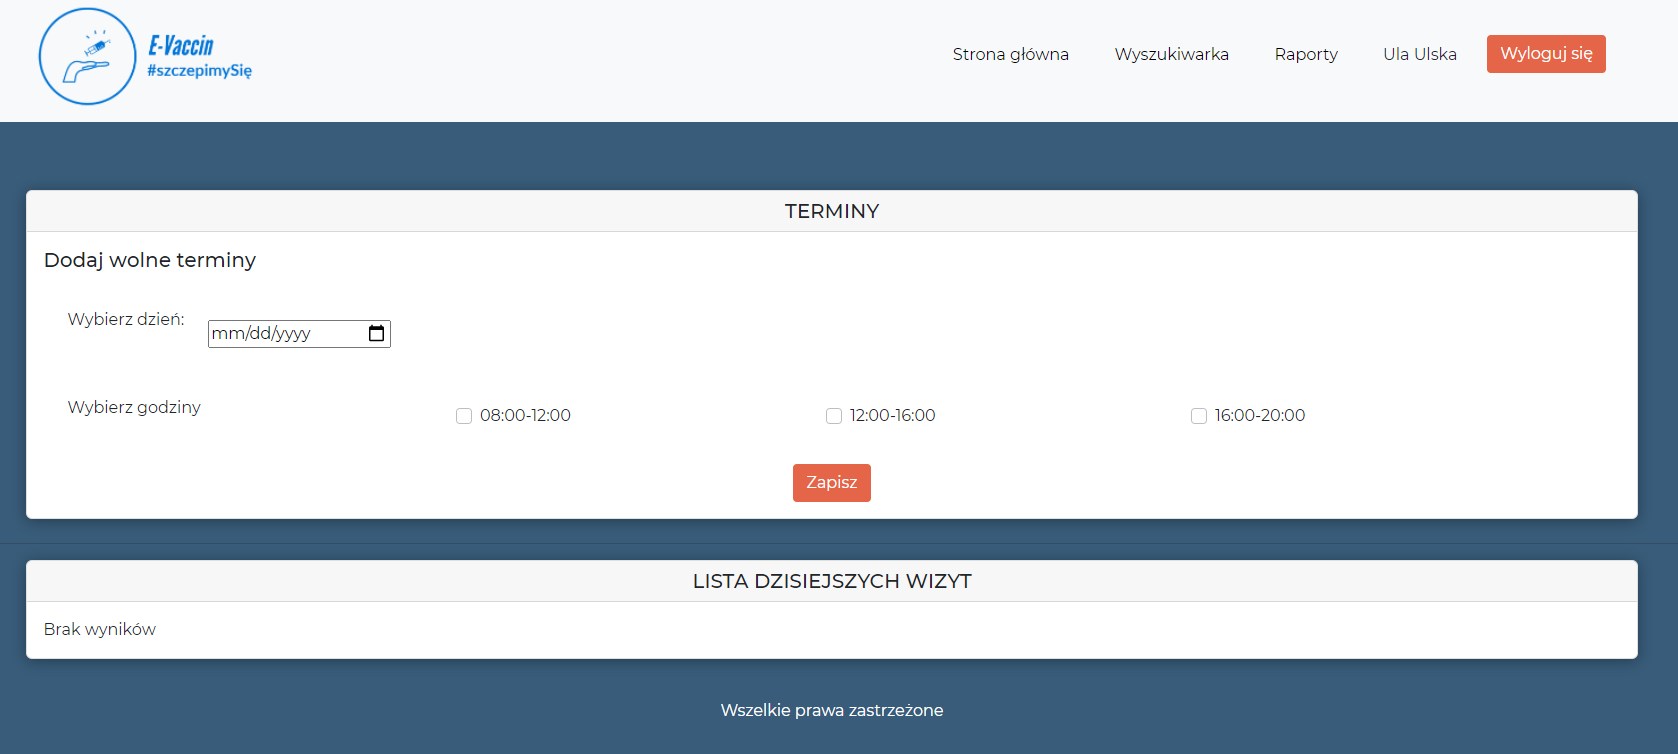 E-Vaccin
#szczepimySię
Strona główna
Wyszukiwarka
Raporty
Ula Ulska
Wyloguj się
TERMINY
Dodaj wolne terminy
Wybierz dzień:
mm/dd/yyyy
Wybierz godziny
08:00-12:00
12:00-16:00
16:00-20:00
Zapisz
LISTA DZISIEJSZYCH WIZYT
Brak wyników
Wszelkie prawa zastrzeżone